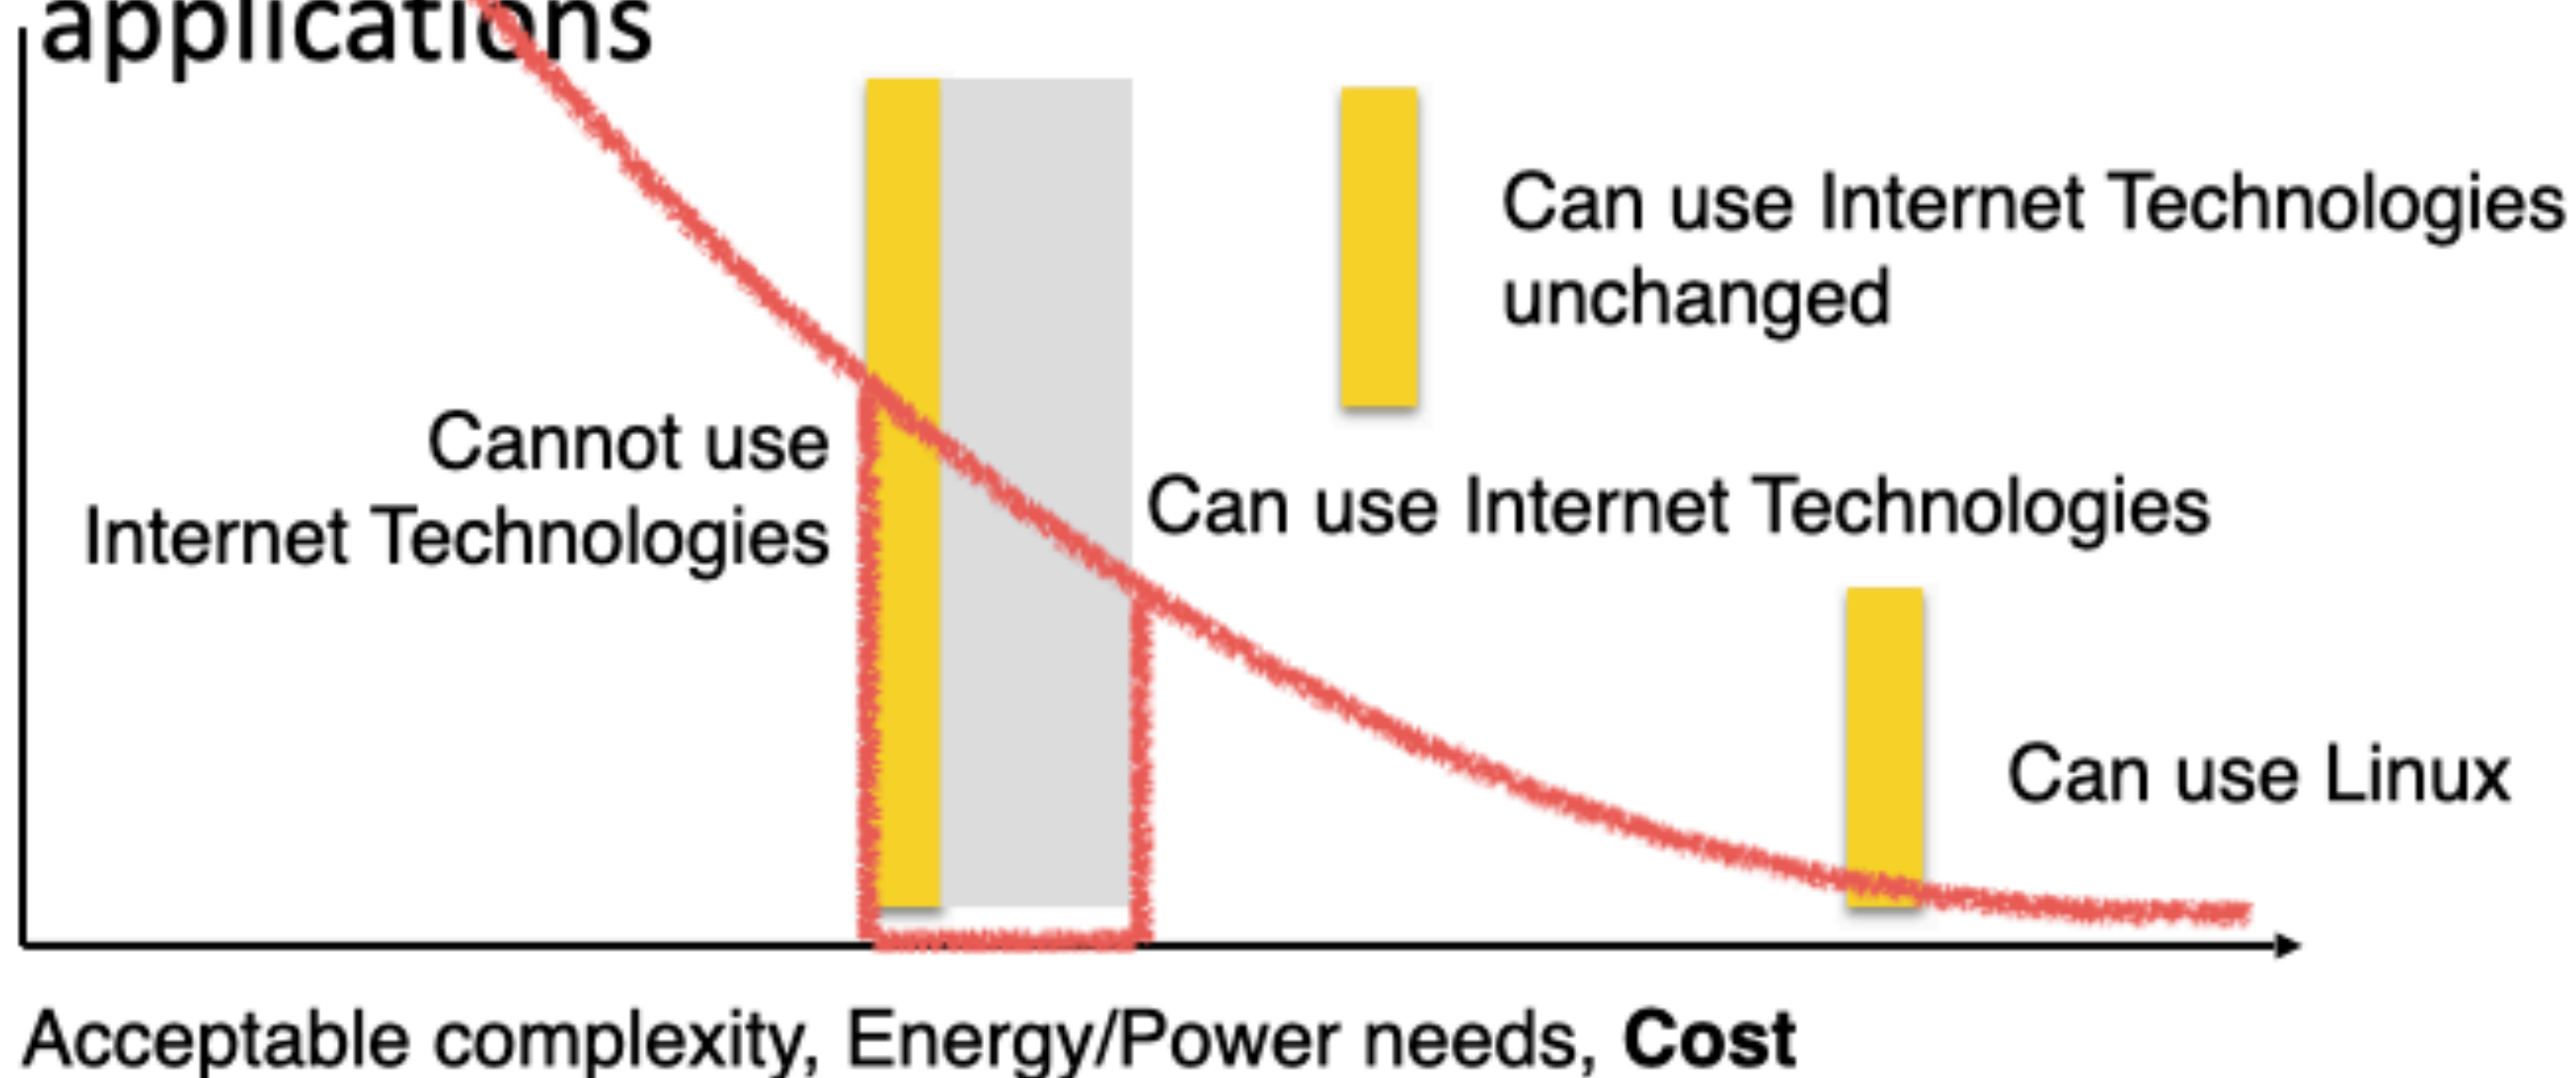 applications
Can use Internet Technologies
unchanged
Cannot use
Internet Technologies
Can use Internet Technologies
Can use Linux
Acceptable complexity, Energy/Power needs, Cost